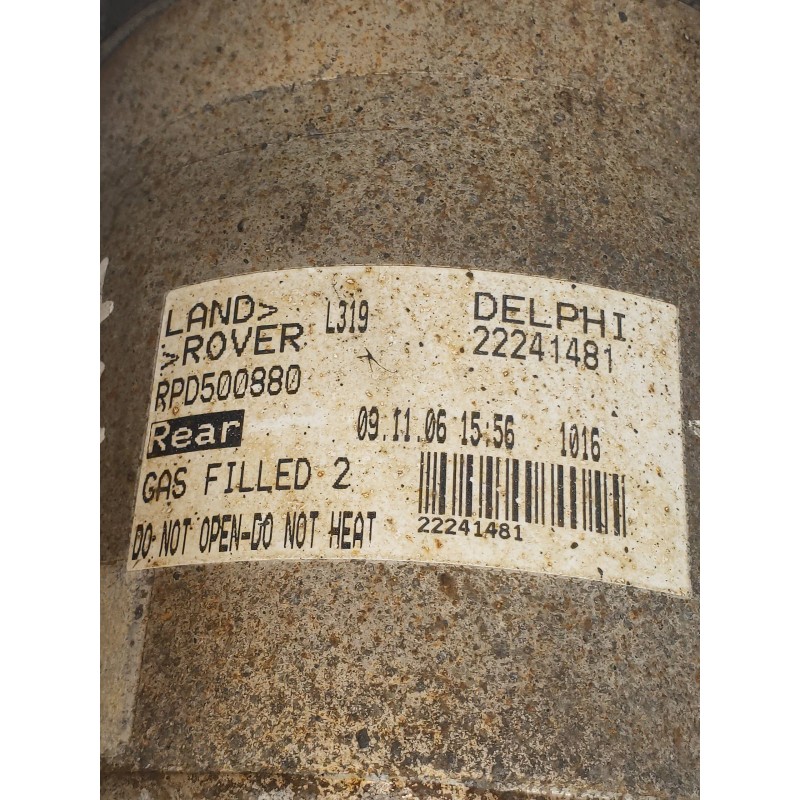 LAND>
>ROVER L319
RPD500880
Rear
GAS FILLED 2
DO NOT OPEN-DO NOT HEAT
DELPHI
22241481
09.11.06 15:56 1016
22241481